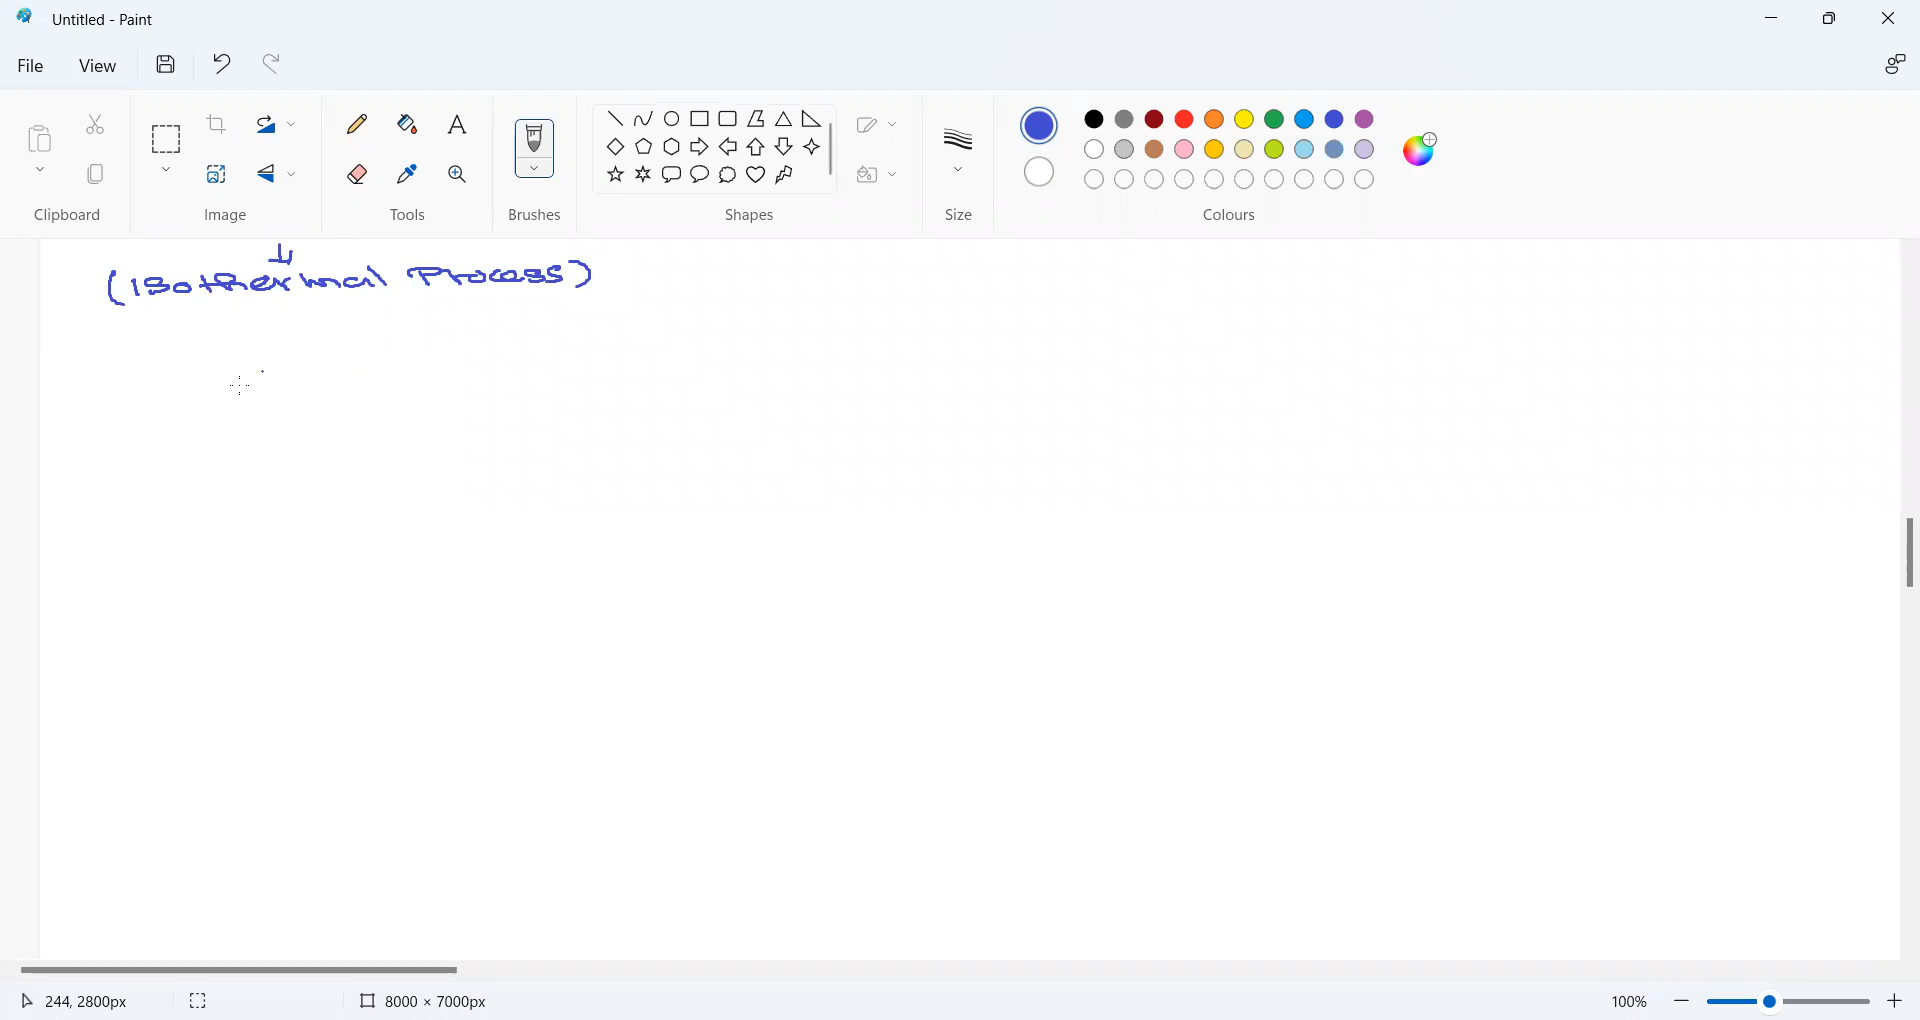 Untitled - Paint
File View
Clipboard Image Tools Brushes Shapes Size Colours
(isothermal Process)
244, 2800px 8000 × 7000px 100%